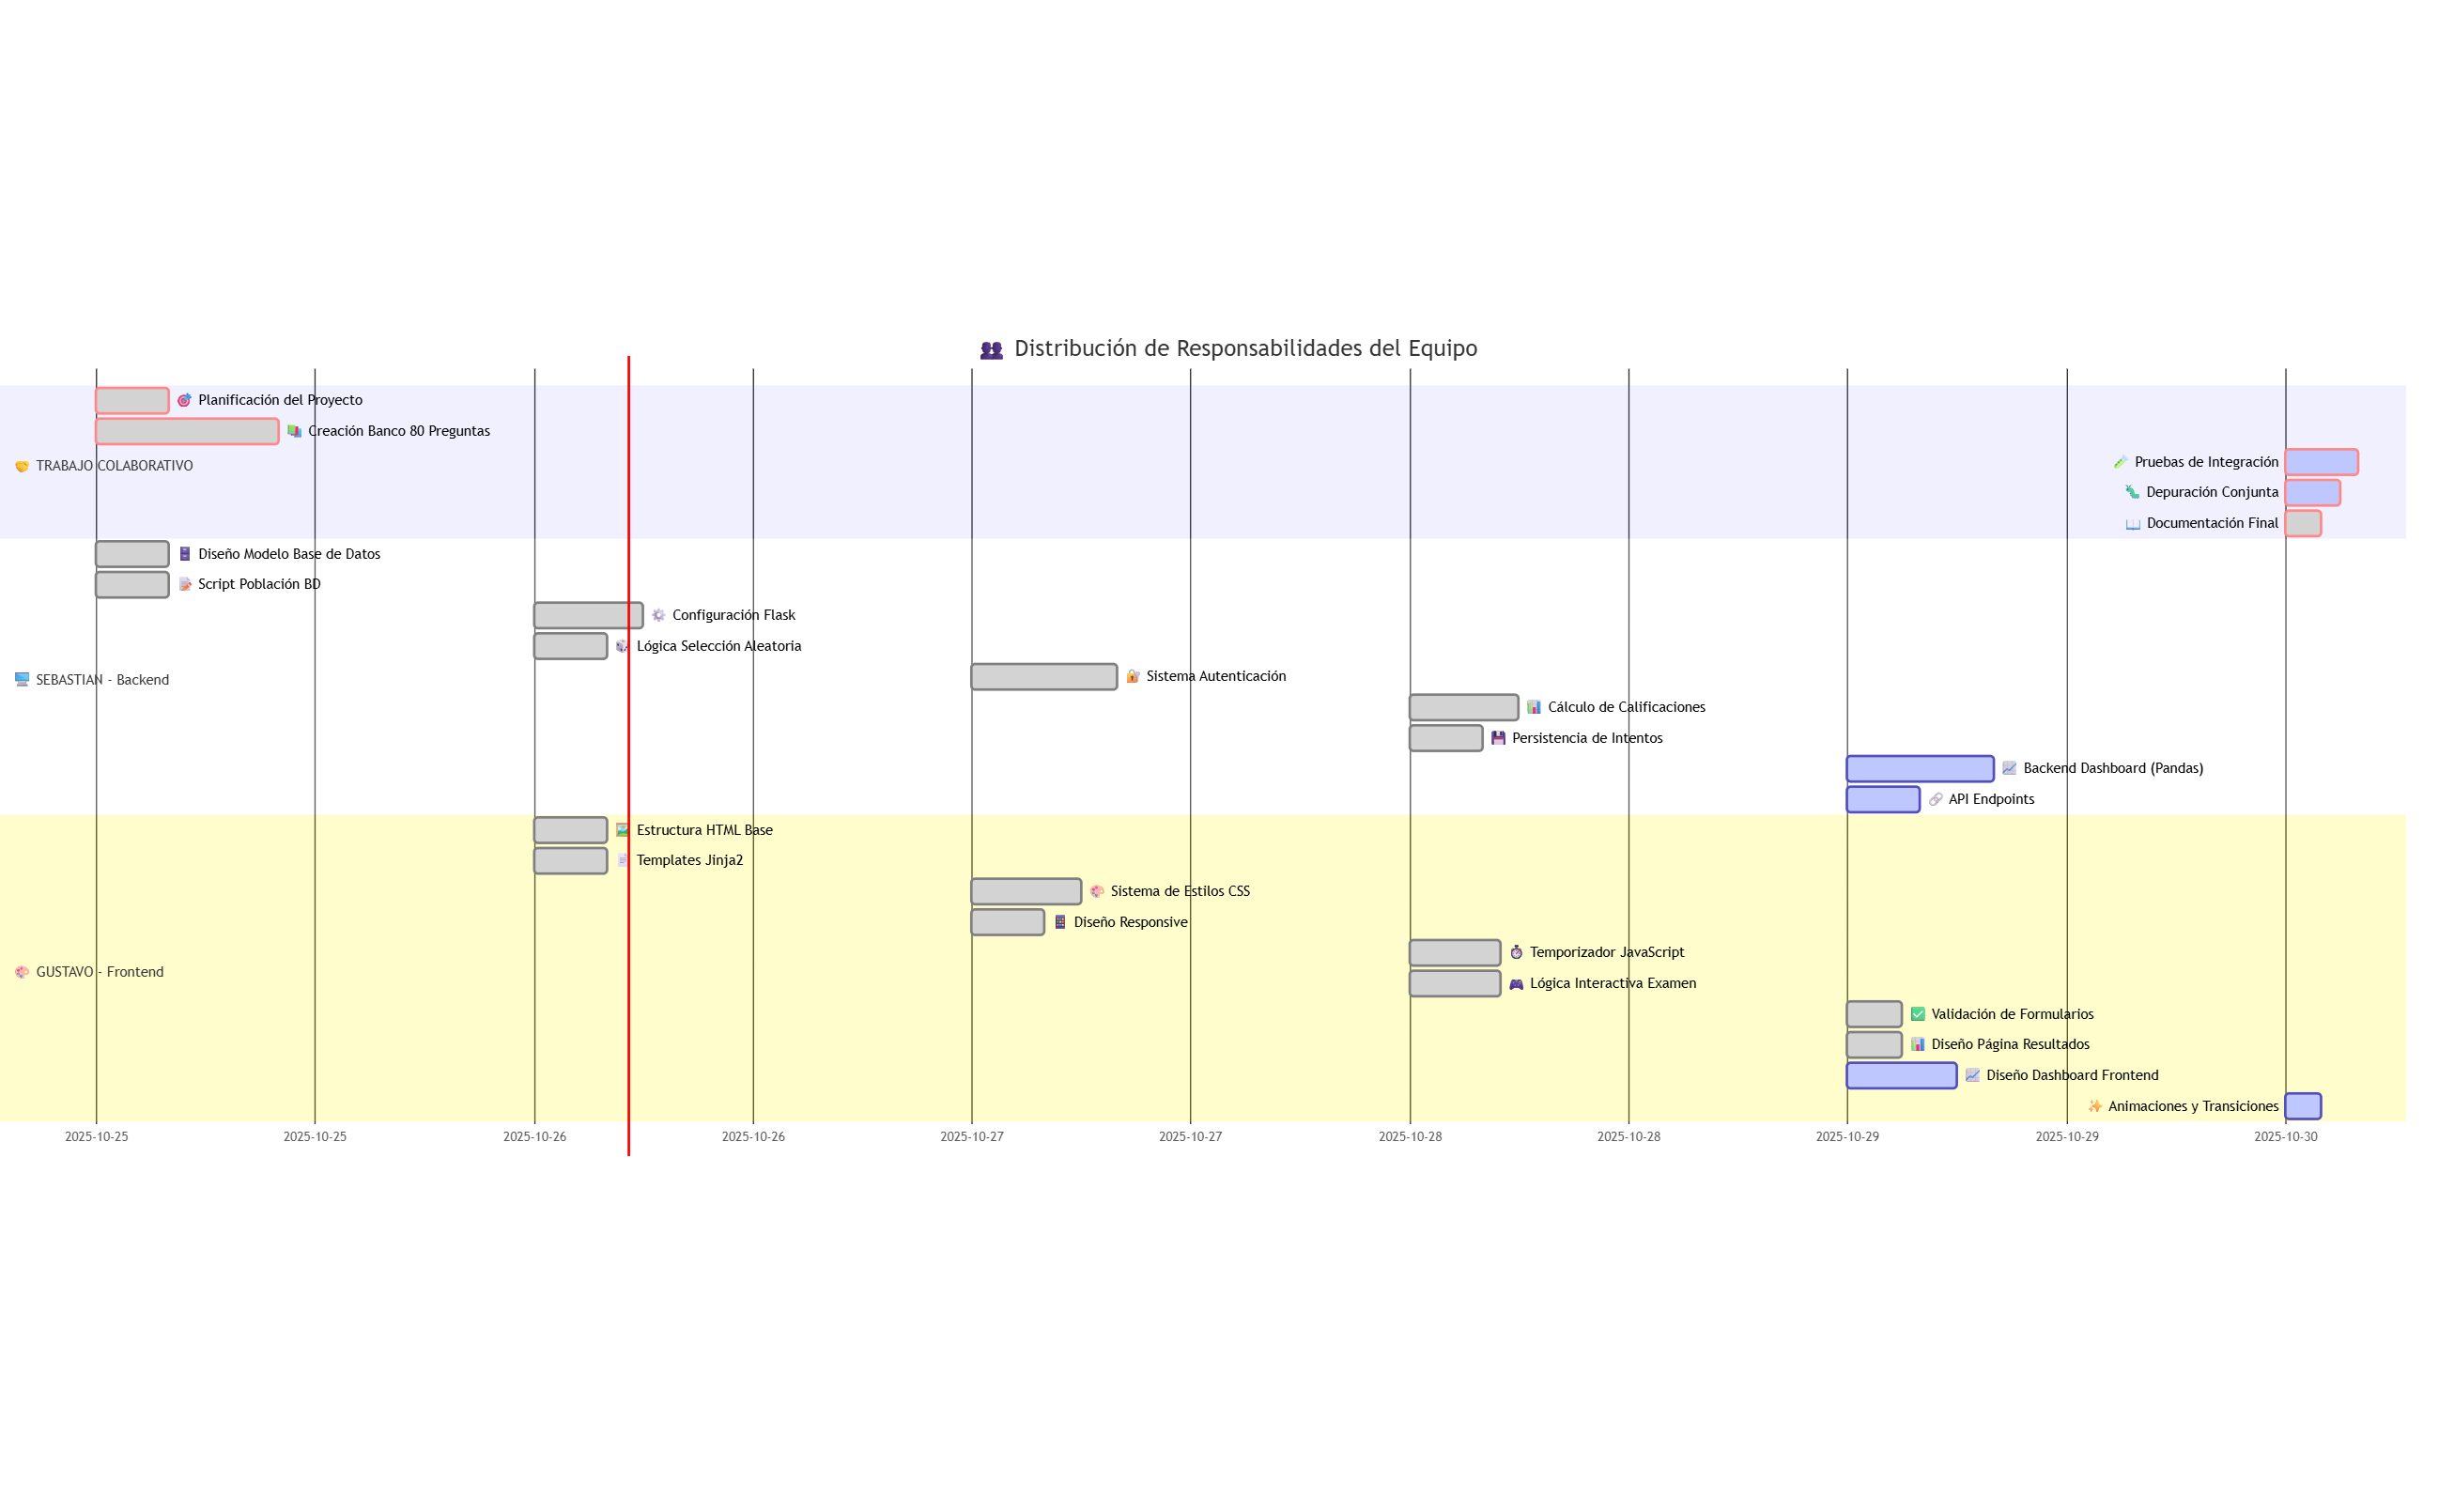 👥 Distribución de Responsabilidades del Equipo
🎯 Planificación del Proyecto
📚 Creación Banco 80 Preguntas
🤝 TRABAJO COLABORATIVO
🧪 Pruebas de Integración
🐛 Depuración Conjunta
📖 Documentación Final
🗄️ Diseño Modelo Base de Datos
📝 Script Población BD
⚙️ Configuración Flask
🎲 Lógica Selección Aleatoria
🔐 Sistema Autenticación
🖥️ SEBASTIAN - Backend
📊 Cálculo de Calificaciones
💾 Persistencia de Intentos
📈 Backend Dashboard (Pandas)
🔗 API Endpoints
🖼️ Estructura HTML Base
📄 Templates Jinja2
🎨 Sistema de Estilos CSS
📱 Diseño Responsive
⏱️ Temporizador JavaScript
🎨 GUSTAVO - Frontend
🎮 Lógica Interactiva Examen
✅ Validación de Formularios
📊 Diseño Página Resultados
📈 Diseño Dashboard Frontend
✨ Animaciones y Transiciones
2025-10-25 2025-10-25 2025-10-26 2025-10-26 2025-10-27 2025-10-27 2025-10-28 2025-10-28 2025-10-29 2025-10-29 2025-10-30